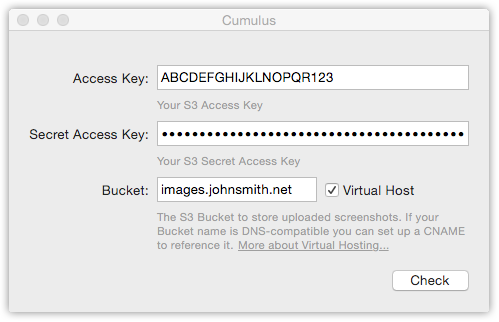 Cumulus
Access Key: ABCDEFGHIJKLNOPQR123
Your S3 Access Key
Secret Access Key: ••••••••••••••••••••••••••••••••••••••••
Your S3 Secret Access Key
Bucket: images.johnsmith.net Virtual Host
The S3 Bucket to store uploaded screenshots. If your
Bucket name is DNS-compatible you can set up a CNAME
to reference it. More about Virtual Hosting...
Check